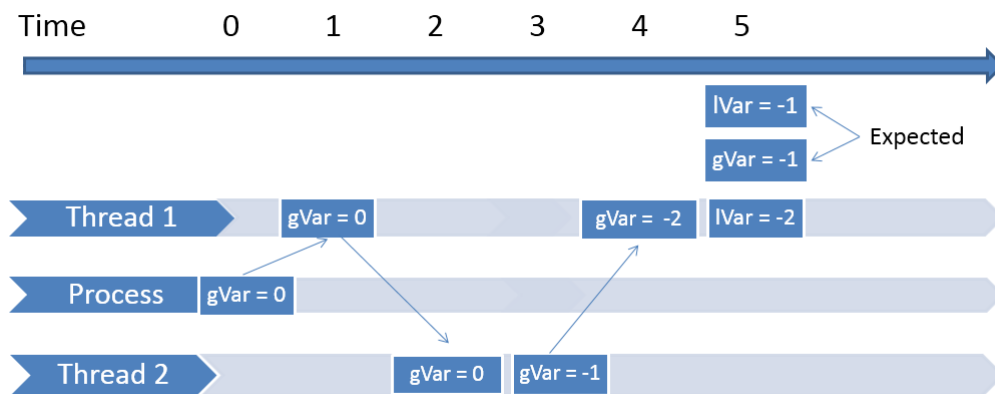 Time 0 1 2 3 4 5
lVar = -1
Expected
gVar = -1
Thread 1 gVar = 0 gVar = -2 lVar = -2
Process gVar = 0
Thread 2 gVar = 0 gVar = -1